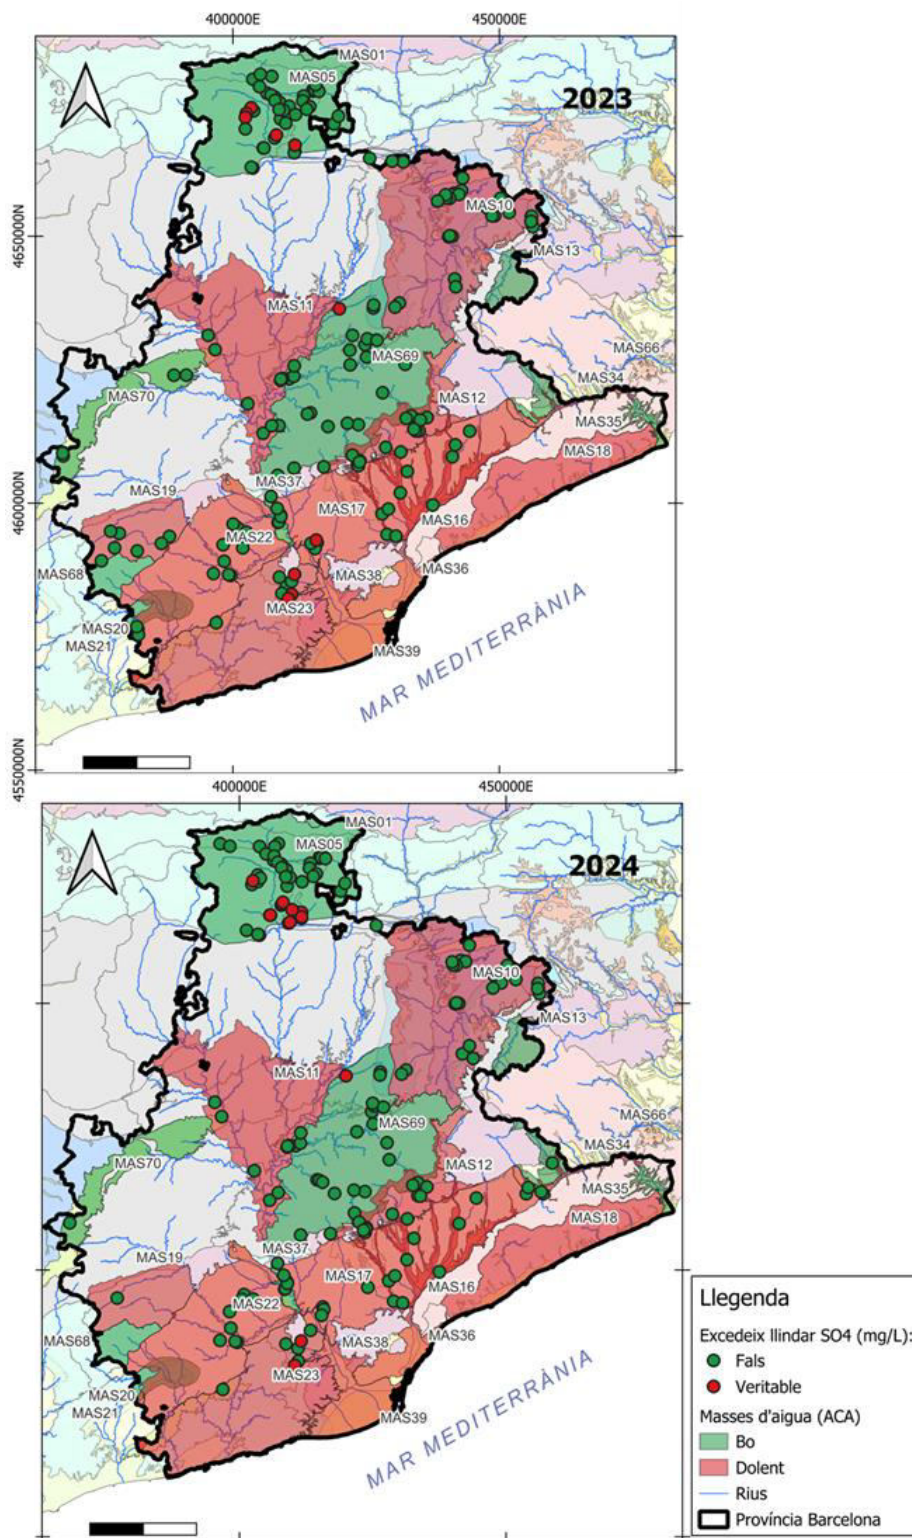 400000E
450000E
MAS01
MAS05
2023
4650000N
MAS10
MAS13
MAS11
MAS66
MAS69
MAS34
MAS70
MAS12
MAS35
MAS18
MAS19
MAS37
4600000N
MAS17
MAS16
MAS22
MAS68
MAS38
MAS36
MAS23
MAS20
MAS21
MAS39
MAR MEDITERRÀNIA
4550000N
400000E
450000E
MAS01
MAS05
2024
MAS10
MAS13
MAS11
MAS66
MAS69
MAS34
MAS70
MAS12
MAS35
MAS18
MAS19
MAS37
MAS17
MAS16
MAS22
MAS68
MAS38
MAS36
MAS23
MAS20
MAS21
MAS39
MAR MEDITERRÀNIA
Llegenda
Excedeix llindar SO4 (mg/L):
Fals
Veritable
Masses d'aigua (ACA)
Bo
Dolent
Rius
Província Barcelona